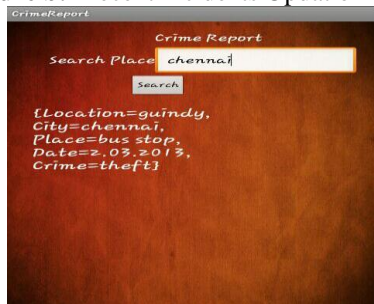 CrimeReport
Crime Report
Search Place chennai
Search
{Location=guindy,
City=chennai,
Place=bus stop,
Date=2.03.2013,
Crime=theft}